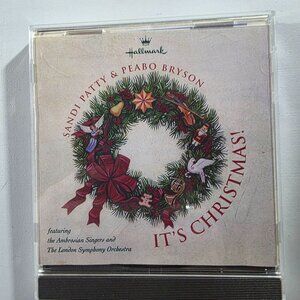 Hallmark
SANDI PATTY & PEABO BRYSON
IT'S CHRISTMAS!
featuring
the Ambrosian Singers and
The London Symphony Orchestra